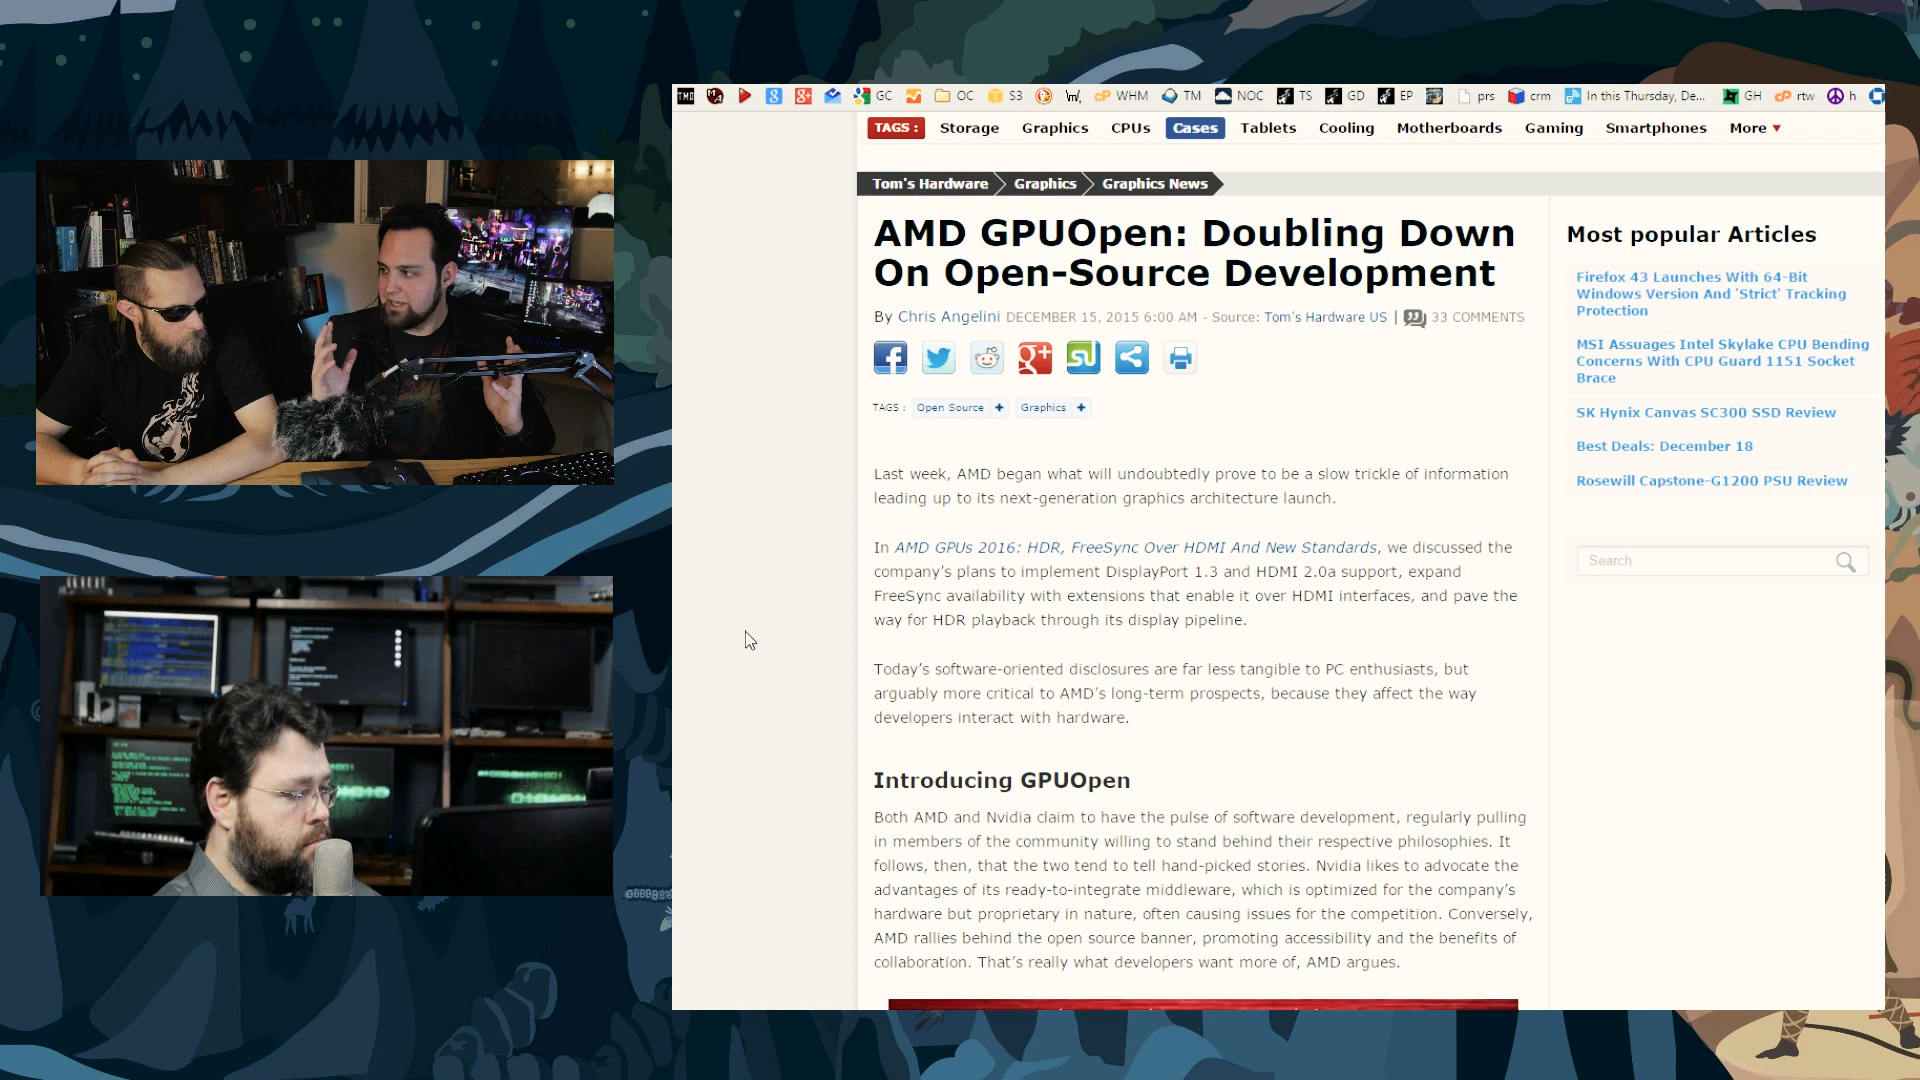 TMD GC OC S3 \m/, cP WHM TM NOC TS GD EP prs crm In this Thursday, De... GH cP rtw h
TAGS : Storage Graphics CPUs Cases Tablets Cooling Motherboards Gaming Smartphones More
Tom's Hardware Graphics Graphics News
AMD GPUOpen: Doubling Down
On Open-Source Development
By Chris Angelini DECEMBER 15, 2015 6:00 AM - Source: Tom's Hardware US | 33 COMMENTS
TAGS : Open Source + Graphics +
Last week, AMD began what will undoubtedly prove to be a slow trickle of information
leading up to its next-generation graphics architecture launch.
In AMD GPUs 2016: HDR, FreeSync Over HDMI And New Standards, we discussed the
company's plans to implement DisplayPort 1.3 and HDMI 2.0a support, expand
FreeSync availability with extensions that enable it over HDMI interfaces, and pave the
way for HDR playback through its display pipeline.
Today's software-oriented disclosures are far less tangible to PC enthusiasts, but
arguably more critical to AMD's long-term prospects, because they affect the way
developers interact with hardware.
Introducing GPUOpen
Both AMD and Nvidia claim to have the pulse of software development, regularly pulling
in members of the community willing to stand behind their respective philosophies. It
follows, then, that the two tend to tell hand-picked stories. Nvidia likes to advocate the
advantages of its ready-to-integrate middleware, which is optimized for the company's
hardware but proprietary in nature, often causing issues for the competition. Conversely,
AMD rallies behind the open source banner, promoting accessibility and the benefits of
collaboration. That's really what developers want more of, AMD argues.
Most popular Articles
Firefox 43 Launches With 64-Bit
Windows Version And 'Strict' Tracking
Protection
MSI Assuages Intel Skylake CPU Bending
Concerns With CPU Guard 1151 Socket
Brace
SK Hynix Canvas SC300 SSD Review
Best Deals: December 18
Rosewill Capstone-G1200 PSU Review
Search